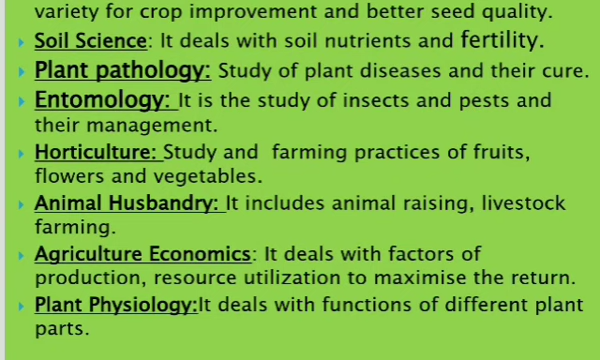 variety for crop improvement and better seed quality.
Soil Science: It deals with soil nutrients and fertility.
Plant pathology: Study of plant diseases and their cure.
Entomology: It is the study of insects and pests and
their management.
Horticulture: Study and farming practices of fruits,
flowers and vegetables.
Animal Husbandry: It includes animal raising, livestock
farming.
Agriculture Economics: It deals with factors of
production, resource utilization to maximise the return.
Plant Physiology:It deals with functions of different plant
parts.